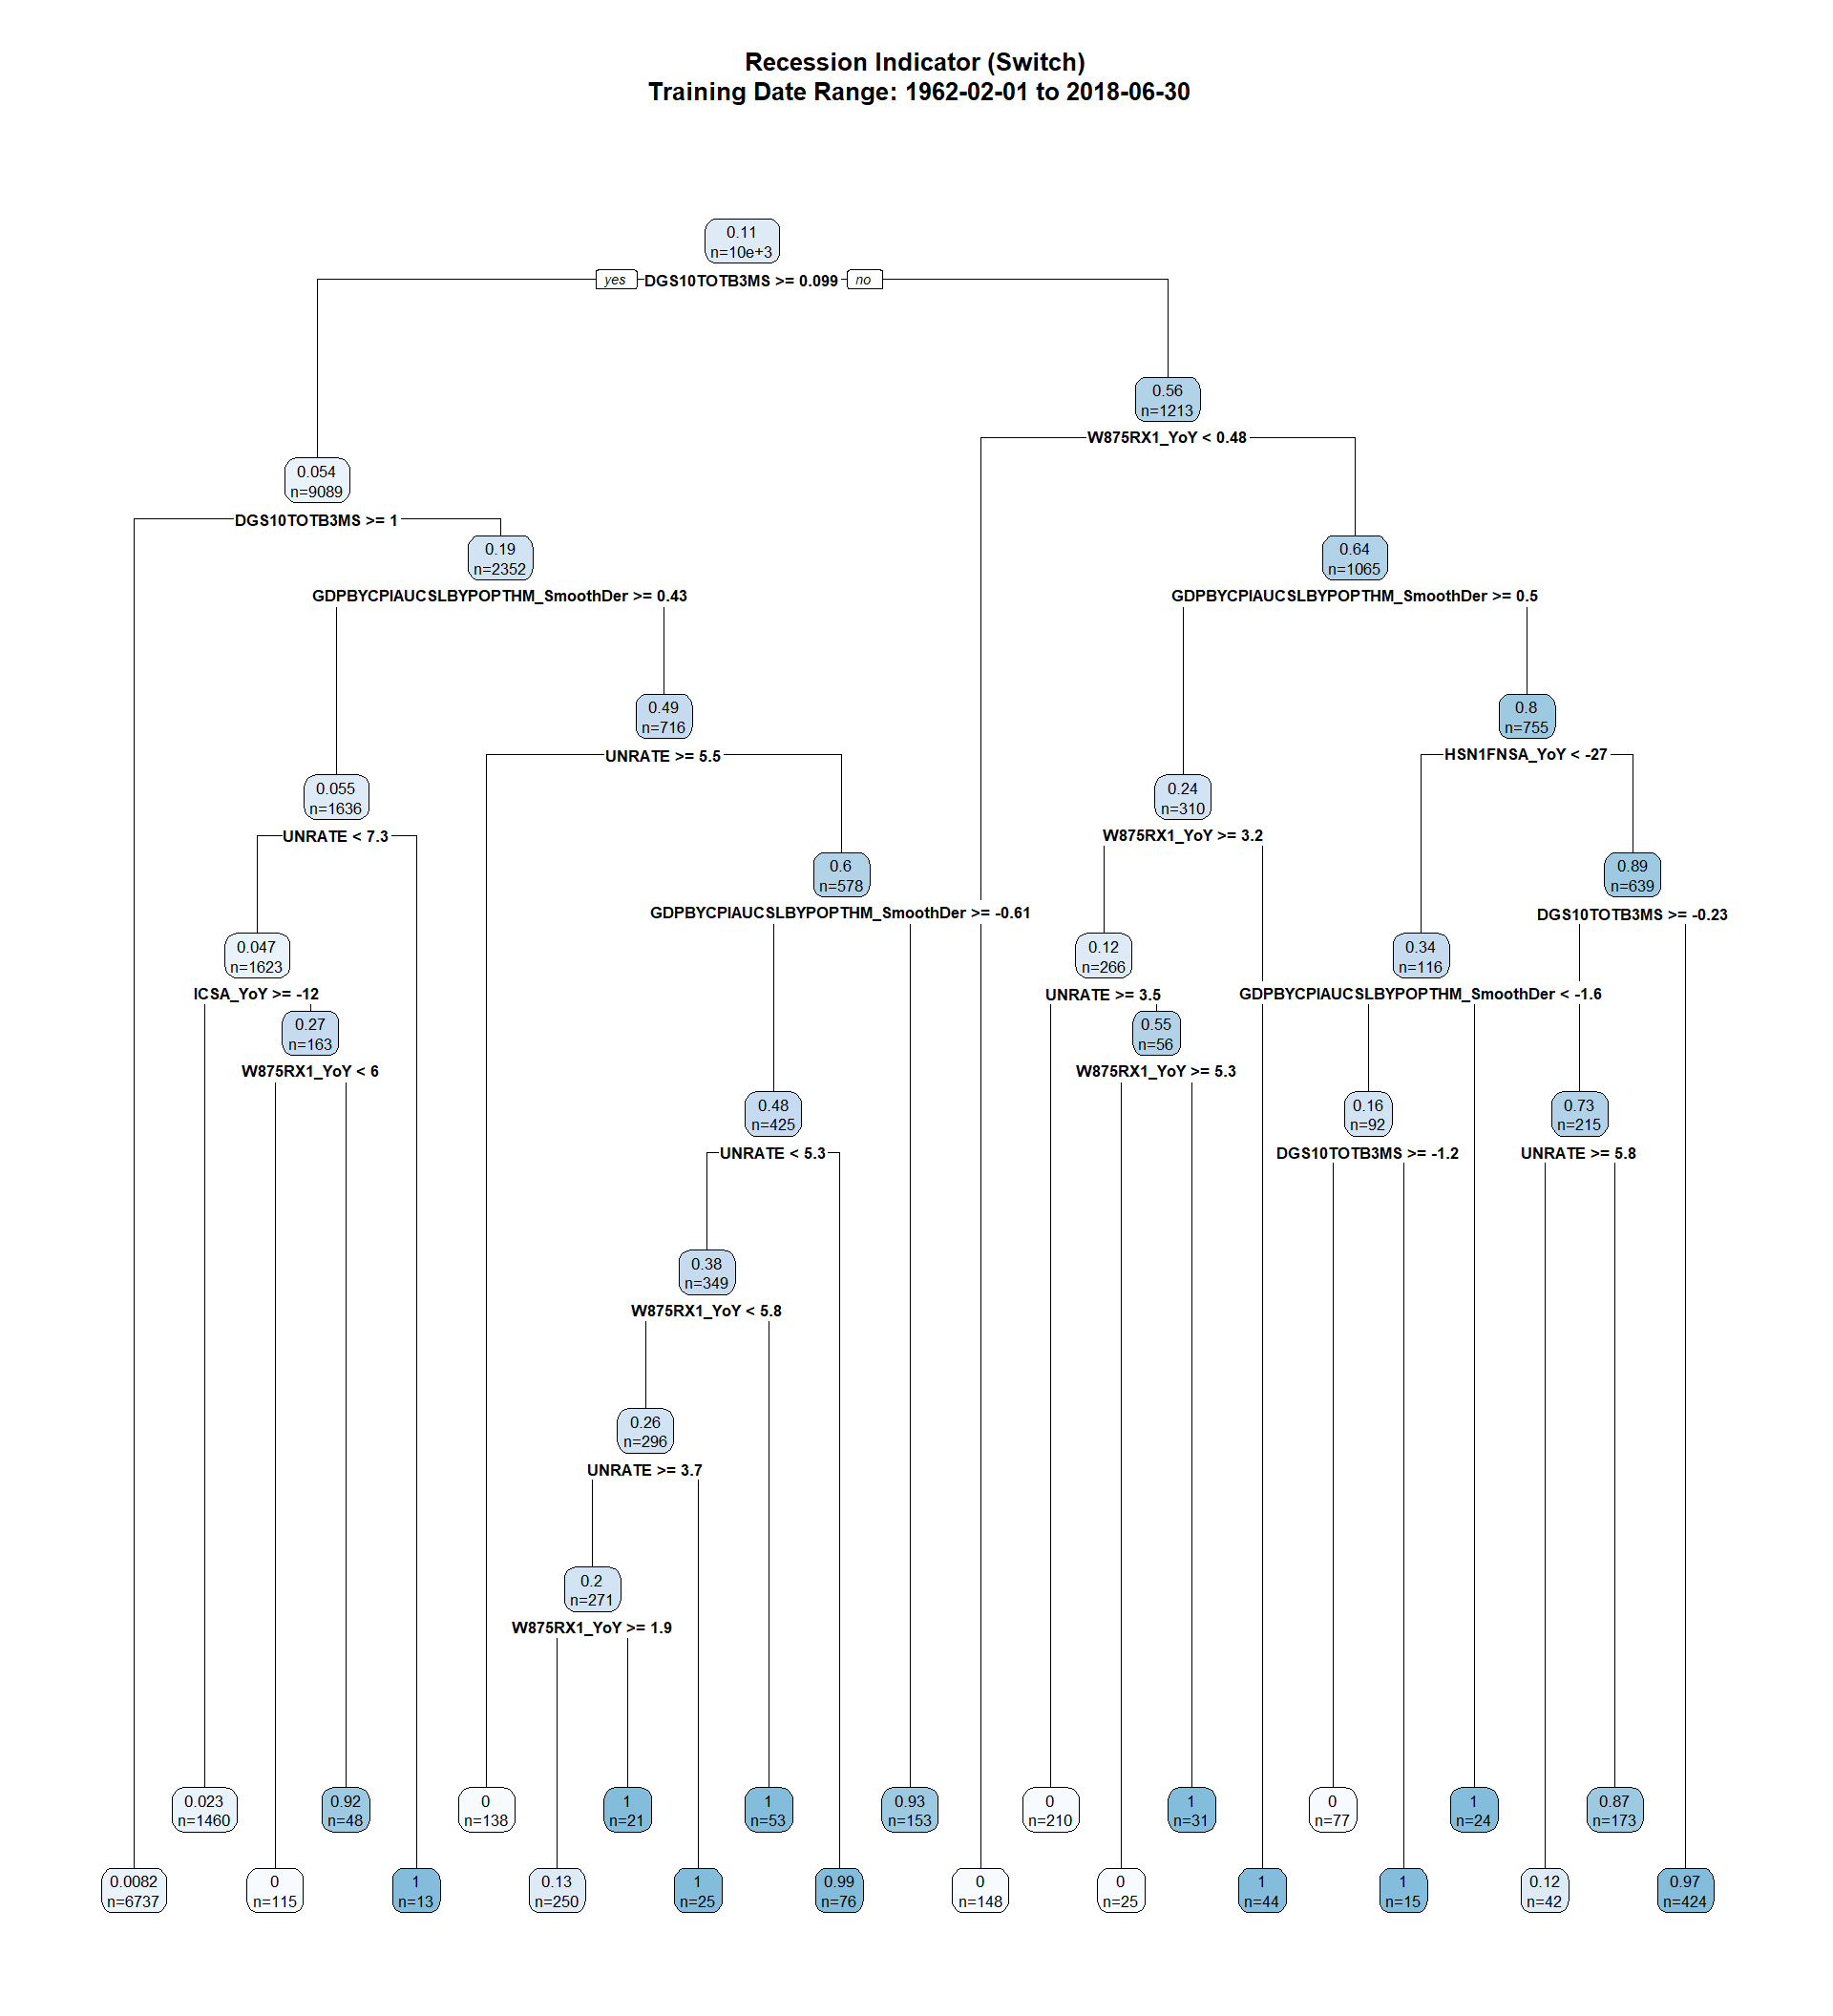 Recession Indicator (Switch)
Training Date Range: 1962-02-01 to 2018-06-30
0.11
n=10e+3
yes
DGS10TOTB3MS >= 0.099
no
0.56
n=1213
W875RX1_YoY < 0.48
0.054
n=9089
DGS10TOTB3MS >= 1
0.19
n=2352
GDPBYCPIAUCSLBYPOPTHM_SmoothDer >= 0.43
0.64
n=1065
GDPBYCPIAUCSLBYPOPTHM_SmoothDer >= 0.5
0.49
n=716
UNRATE >= 5.5
0.8
n=755
HSN1FNSA_YoY < -27
0.055
n=1636
UNRATE < 7.3
0.24
n=310
W875RX1_YoY >= 3.2
0.6
n=578
GDPBYCPIAUCSLBYPOPTHM_SmoothDer >= -0.61
0.89
n=639
DGS10TOTB3MS >= -0.23
0.047
n=1623
ICSA_YoY >= -12
0.12
n=266
UNRATE >= 3.5
0.34
n=116
GDPBYCPIAUCSLBYPOPTHM_SmoothDer < -1.6
0.27
n=163
W875RX1_YoY < 6
0.55
n=56
W875RX1_YoY >= 5.3
0.48
n=425
UNRATE < 5.3
0.16
n=92
DGS10TOTB3MS >= -1.2
0.73
n=215
UNRATE >= 5.8
0.38
n=349
W875RX1_YoY < 5.8
0.26
n=296
UNRATE >= 3.7
0.2
n=271
W875RX1_YoY >= 1.9
0.023
n=1460
0.92
n=48
0
n=138
1
n=21
1
n=53
0.93
n=153
0
n=210
1
n=31
0
n=77
1
n=24
0.87
n=173
0.0082
n=6737
0
n=115
1
n=13
0.13
n=250
1
n=25
0.99
n=76
0
n=148
0
n=25
1
n=44
1
n=15
0.12
n=42
0.97
n=424